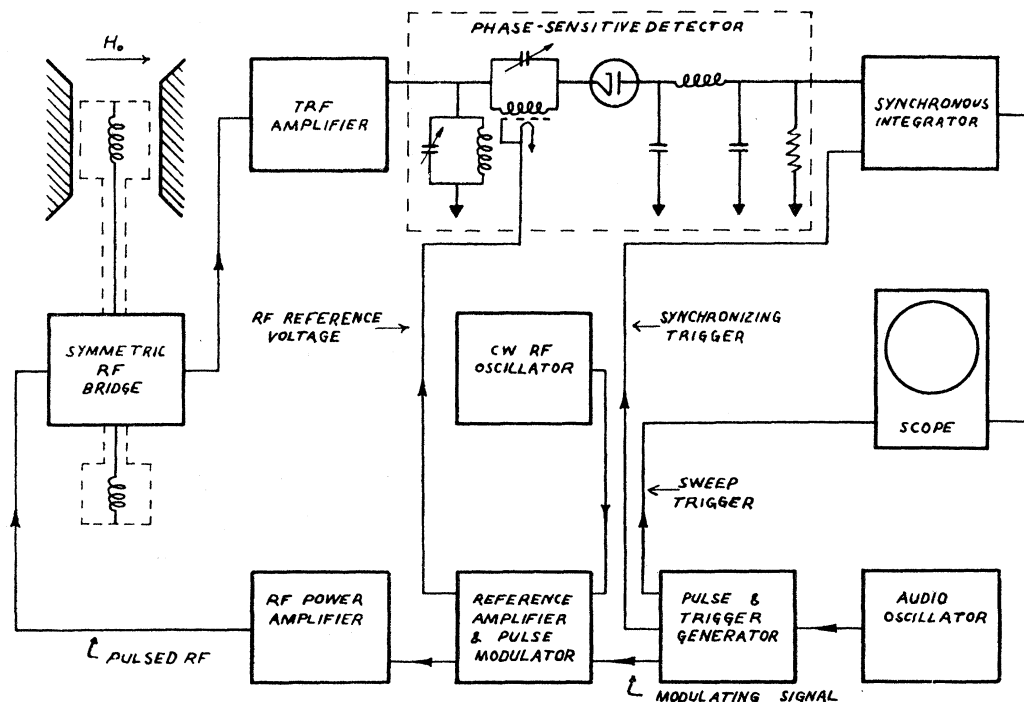 PHASE-SENSITIVE DETECTOR
H₀
TRF
AMPLIFIER
SYNCHRONOUS
INTEGRATOR
RF REFERENCE
VOLTAGE
CW RF
OSCILLATOR
SYNCHRONIZING
TRIGGER
SYMMETRIC
RF
BRIDGE
SCOPE
SWEEP
TRIGGER
RF POWER
AMPLIFIER
REFERENCE
AMPLIFIER
& PULSE
MODULATOR
PULSE &
TRIGGER
GENERATOR
AUDIO
OSCILLATOR
PULSED RF
MODULATING SIGNAL